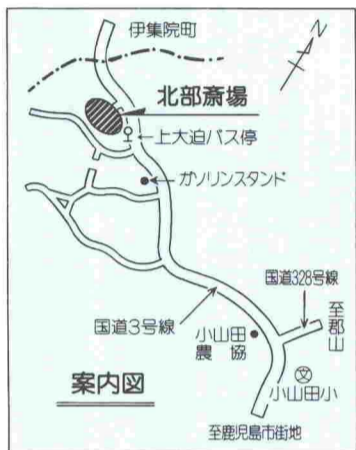 伊集院町
N
北部斎場
上大迫バス停
ガソリンスタンド
国道328号線
至郡山
国道3号線
小山田
農協
文
小山田小
案内図
至鹿児島市街地